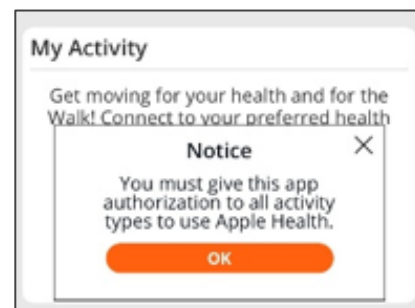 My Activity
Get moving for your health and for the
Walk! Connect to your preferred health
Notice
You must give this app
authorization to all activity
types to use Apple Health.
OK